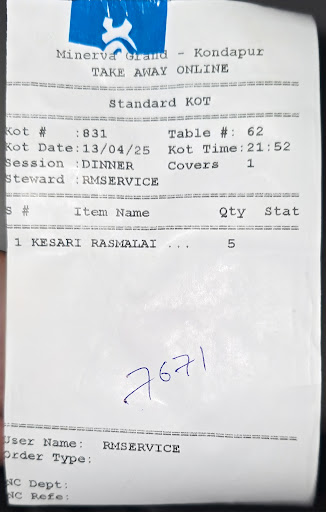 Minerva Grand - Kondapur
TAKE AWAY ONLINE
Standard KOT
Kot # :831 Table #: 62
Kot Date:13/04/25 Kot Time:21:52
Session :DINNER Covers 1
Steward :RMSERVICE
S # Item Name Qty Stat
1 KESARI RASMALAI ... 5
7671
User Name: RMSERVICE
Order Type:
NC Dept:
NC Refe: